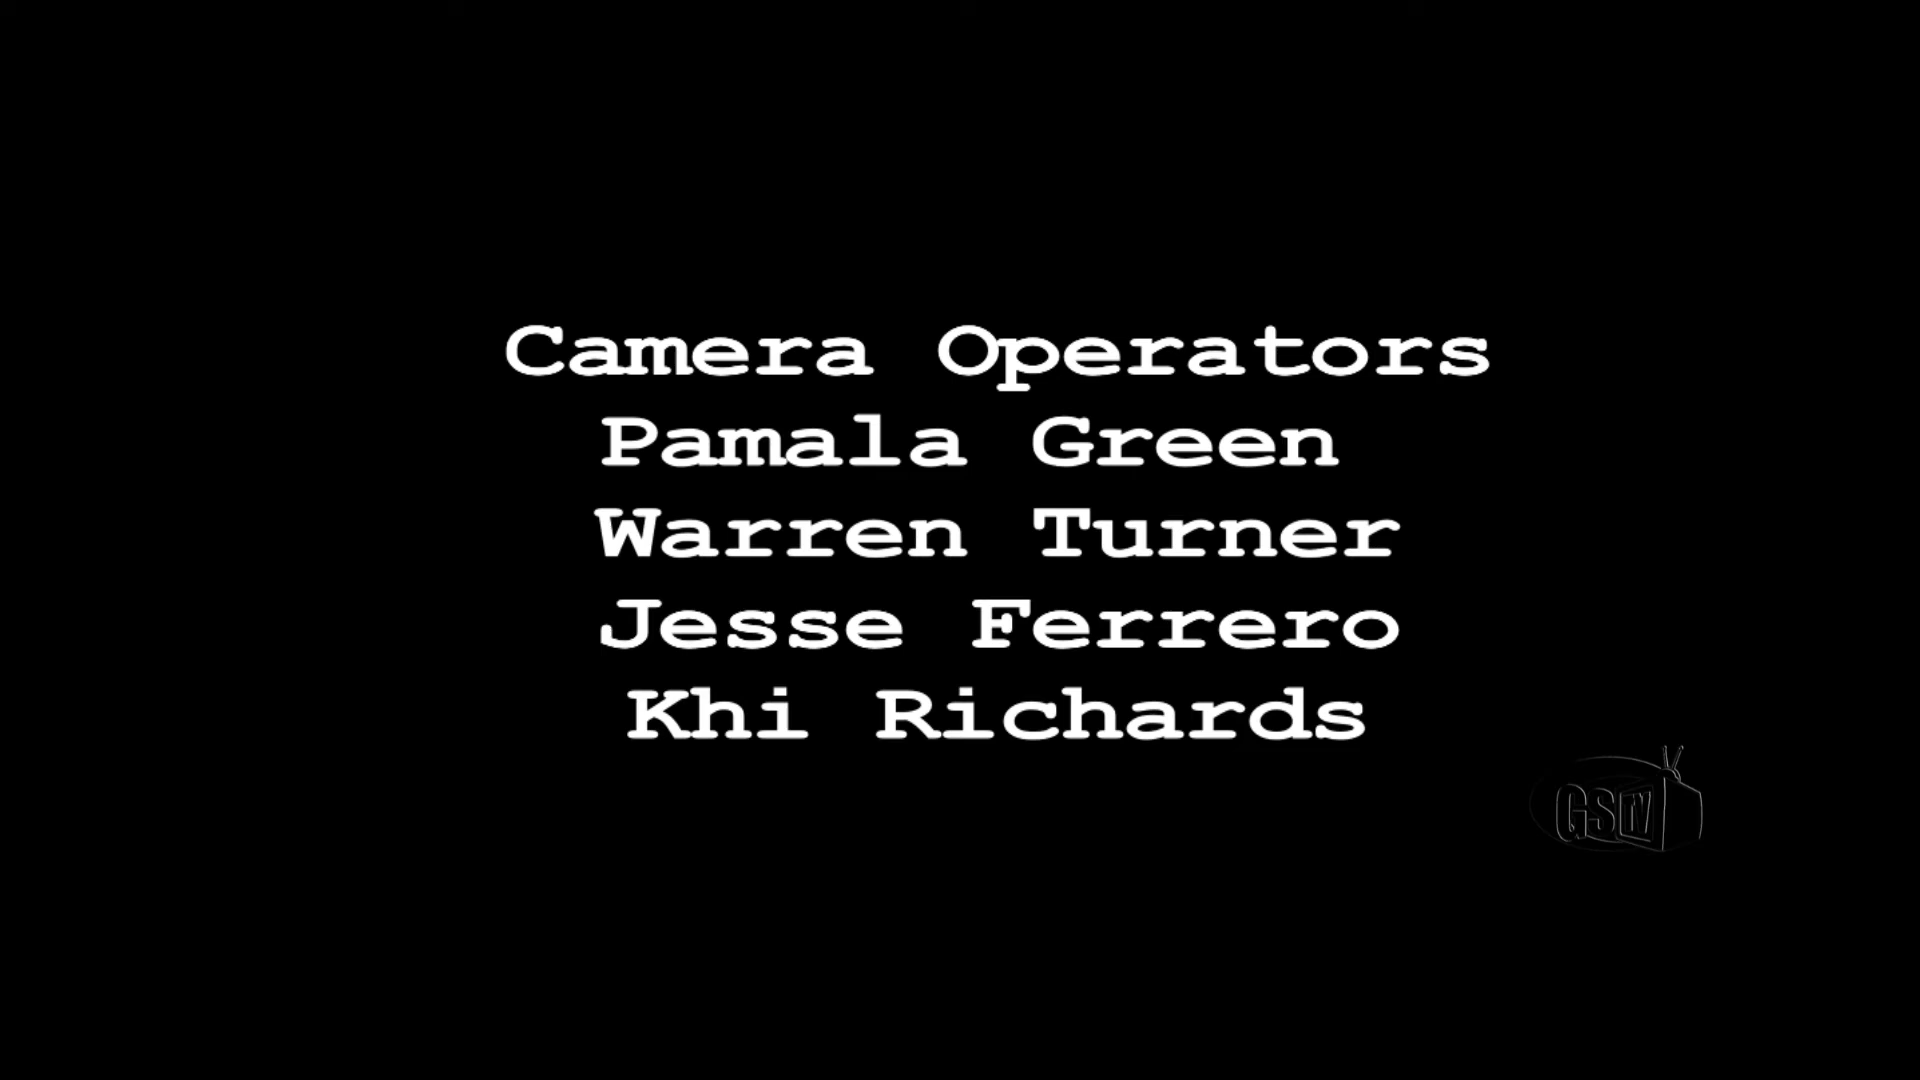 Camera Operators
Pamala Green
Warren Turner
Jesse Ferrero
Khi Richards
GSTV